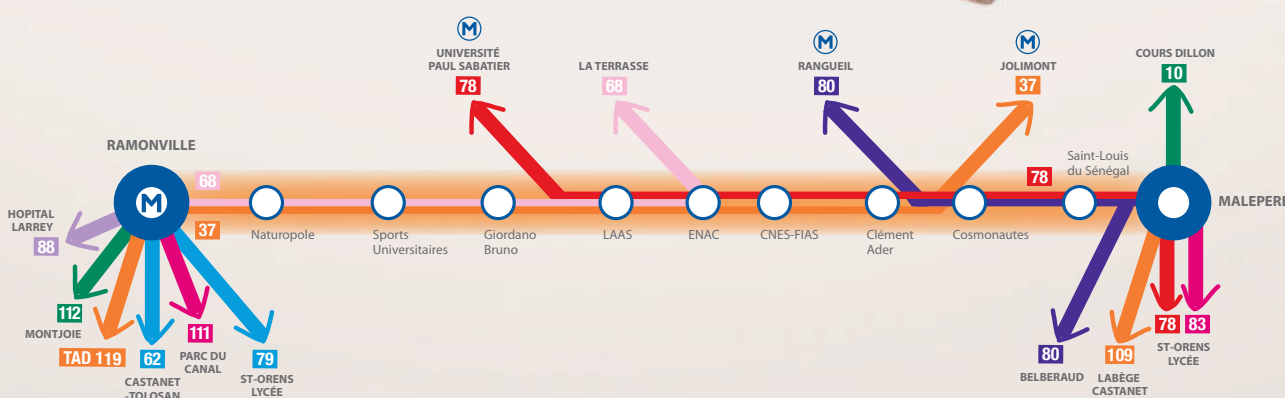 M
UNIVERSITÉ
PAUL SABATIER
78
LA TERRASSE
68
M
RANGUEIL
80
M
JOLIMONT
37
COURS DILLON
10
RAMONVILLE
M
68
37
78
Saint-Louis
du Sénégal
MALEPERE
Naturopole
Sports
Universitaires
Giordano
Bruno
LAAS
ENAC
CNES-FIAS
Clément
Ader
Cosmonautes
HOPITAL
LARREY
88
112
MONTJOIE
TAD 119
62
CASTANET
-TOLOSAN
111
PARC DU
CANAL
79
ST-ORENS
LYCÉE
80
BELBERAUD
109
LABÈGE
CASTANET
78
83
ST-ORENS
LYCÉE